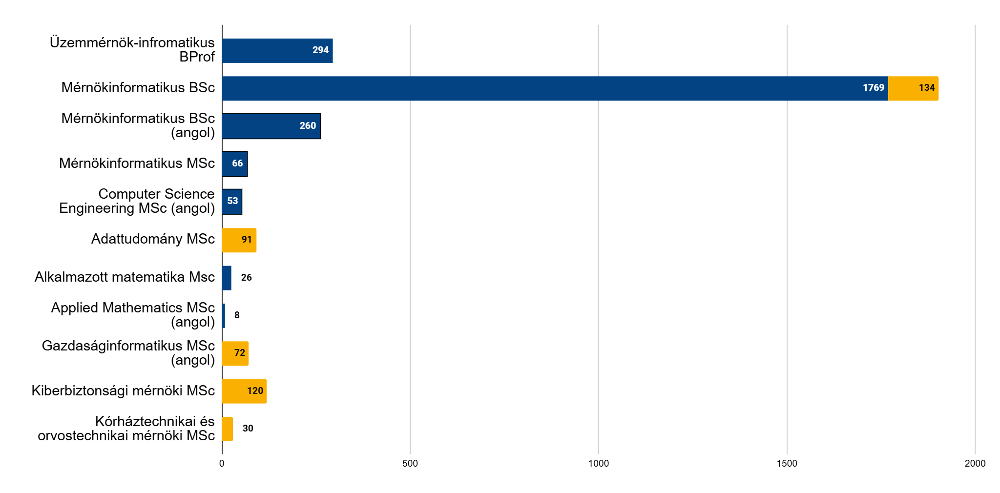 Üzemmérnök-infromatikus
BProf
294
Mérnökinformatikus BSc
1769
134
Mérnökinformatikus BSc
(angol)
260
Mérnökinformatikus MSc
66
Computer Science
Engineering MSc (angol)
53
Adattudomány MSc
91
Alkalmazott matematika Msc
26
Applied Mathematics MSc
(angol)
8
Gazdaságinformatikus MSc
(angol)
72
Kiberbiztonsági mérnöki MSc
120
Kórháztechnikai és
orvostechnikai mérnöki MSc
30
0 500 1000 1500 2000